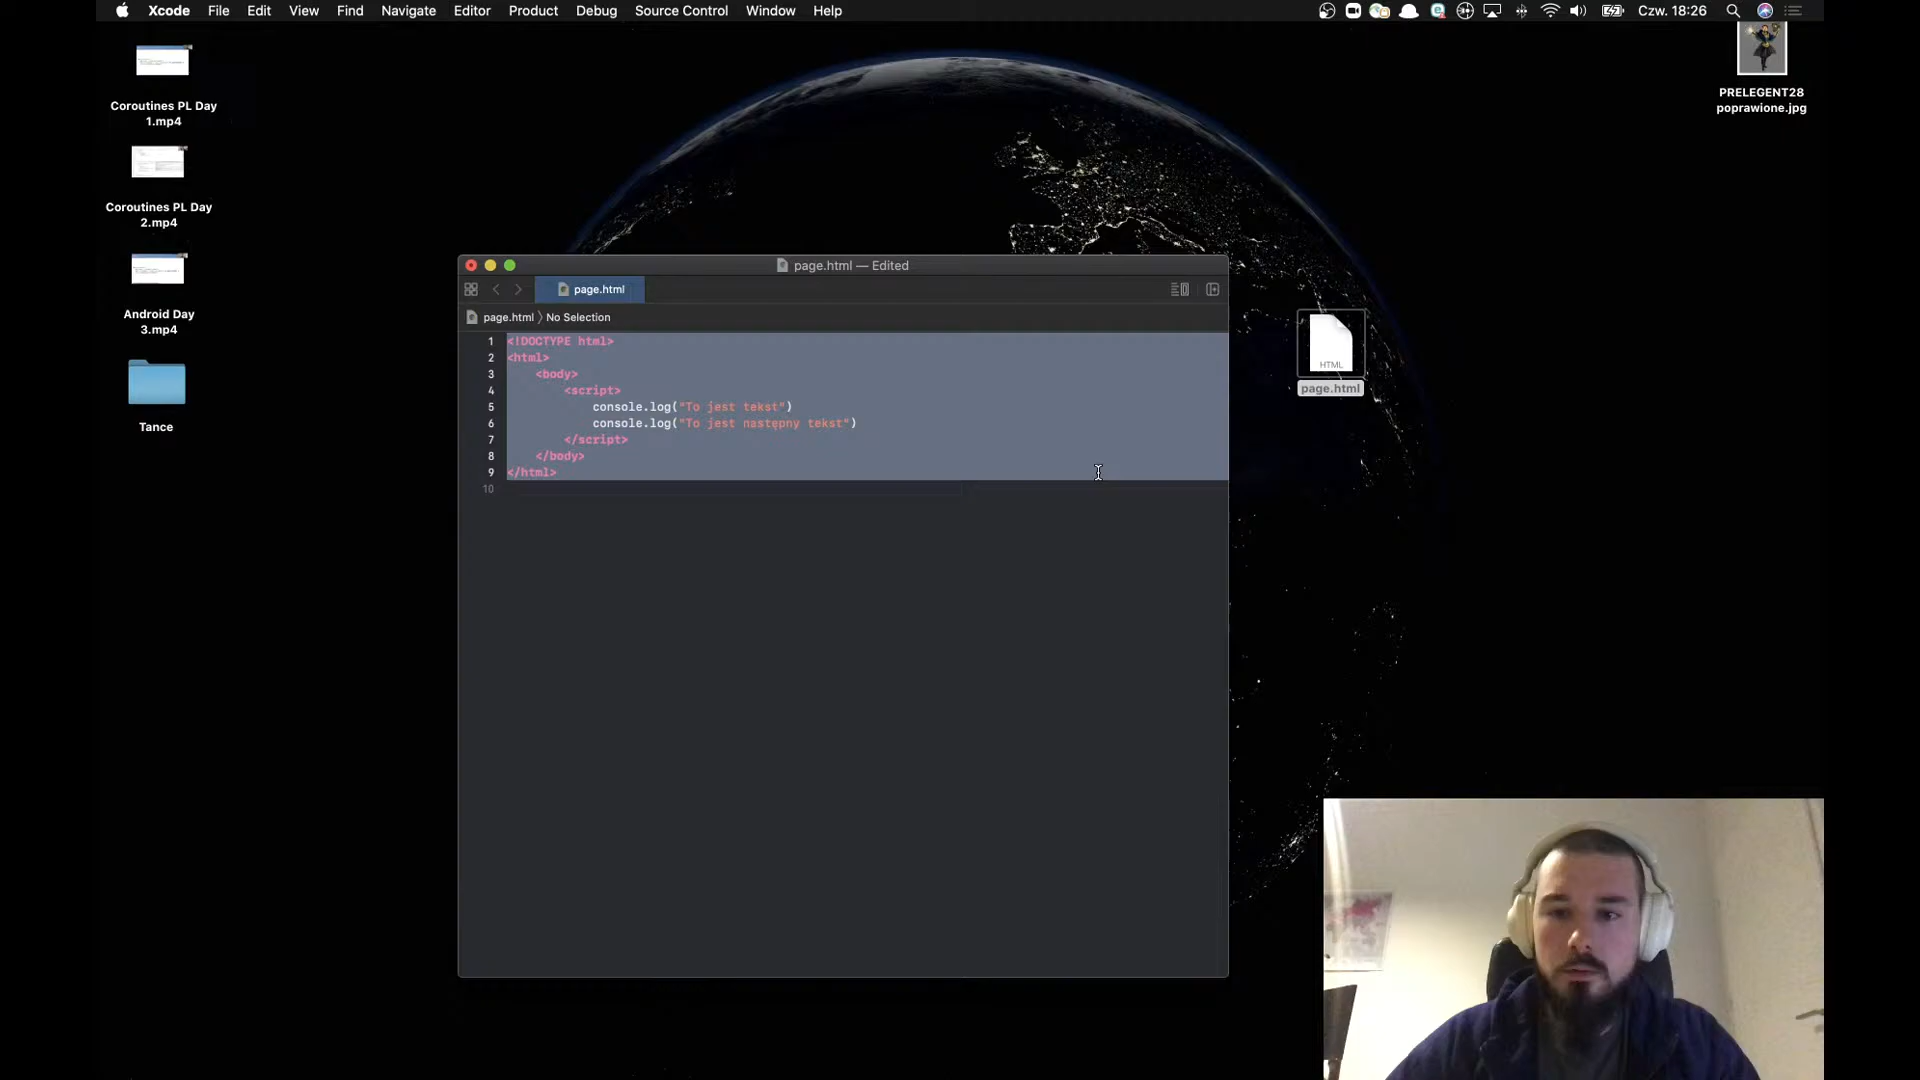 Xcode File Edit View Find Navigate Editor Product Debug Source Control Window Help Czw. 18:26
Coroutines PL Day
1.mp4
Coroutines PL Day
2.mp4
Android Day
3.mp4
Tance
PRELEGENT28
poprawione.jpg
page.html — Edited
page.html
page.html 〉 No Selection
1 <!DOCTYPE html>
2 <html>
3 <body>
4 <script>
5 console.log("To jest tekst")
6 console.log("To jest następny tekst")
7 </script>
8 </body>
9 </html>
10
HTML
page.html